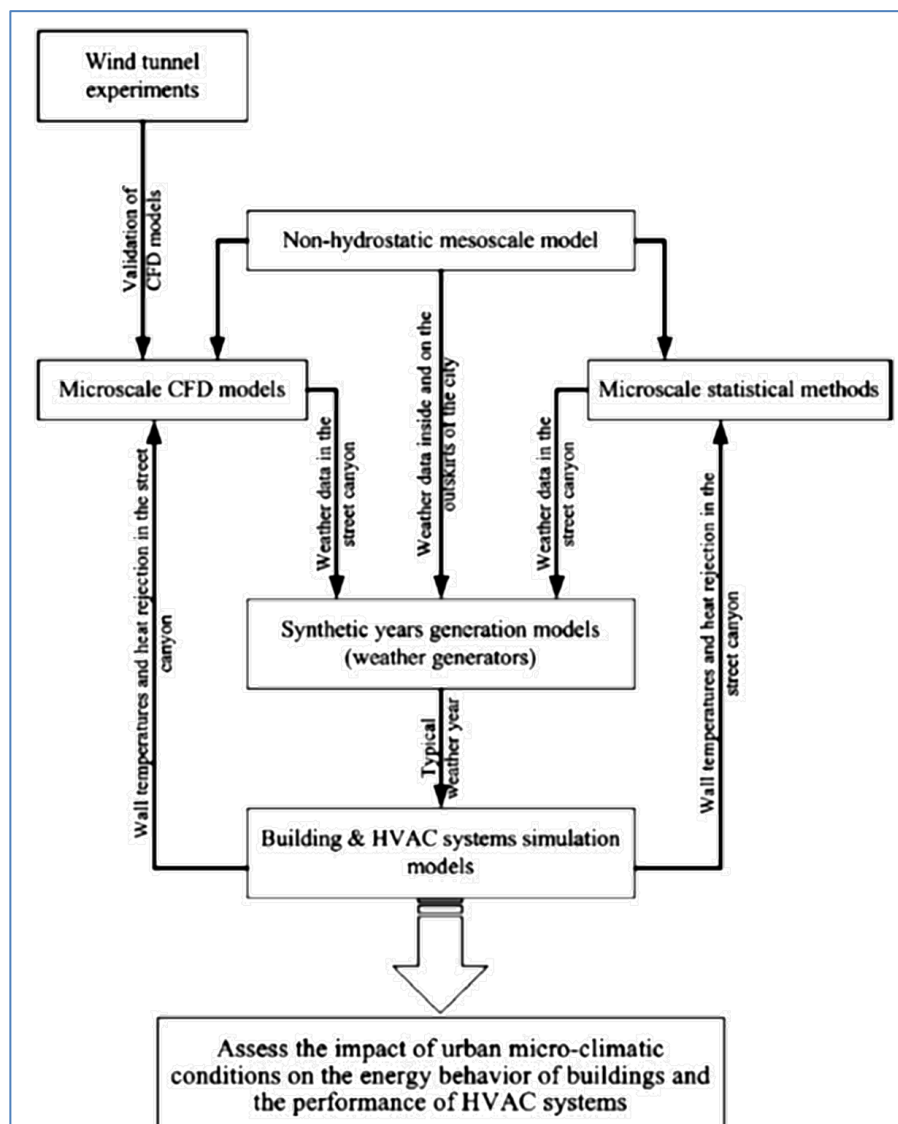 Wind tunnel
experiments
Validation of
CFD models
Non-hydrostatic mesoscale model
Microscale CFD models
Microscale statistical methods
Weather data in the
street canyon
Weather data inside and on the
outskirts of the city
Weather data in the
street canyon
Wall temperatures and heat rejection in the street
canyon
Wall temperatures and heat rejection in the
street canyon
Synthetic years generation models
(weather generators)
Typical
weather year
Building & HVAC systems simulation
models
Assess the impact of urban micro-climatic
conditions on the energy behavior of buildings and
the performance of HVAC systems